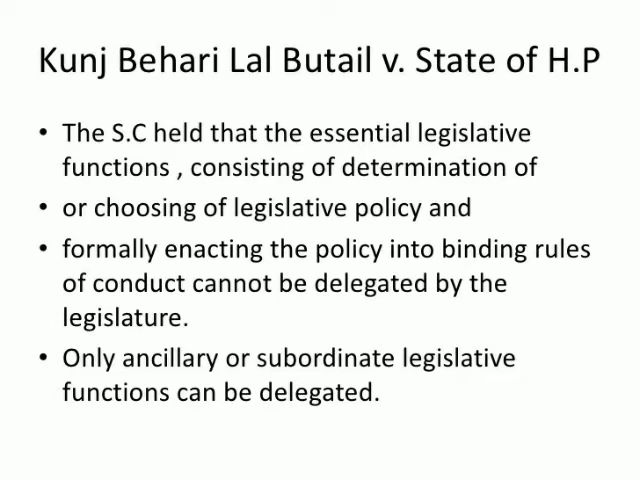 Kunj Behari Lal Butail v. State of H.P
• The S.C held that the essential legislative
functions , consisting of determination of
• or choosing of legislative policy and
• formally enacting the policy into binding rules
of conduct cannot be delegated by the
legislature.
• Only ancillary or subordinate legislative
functions can be delegated.